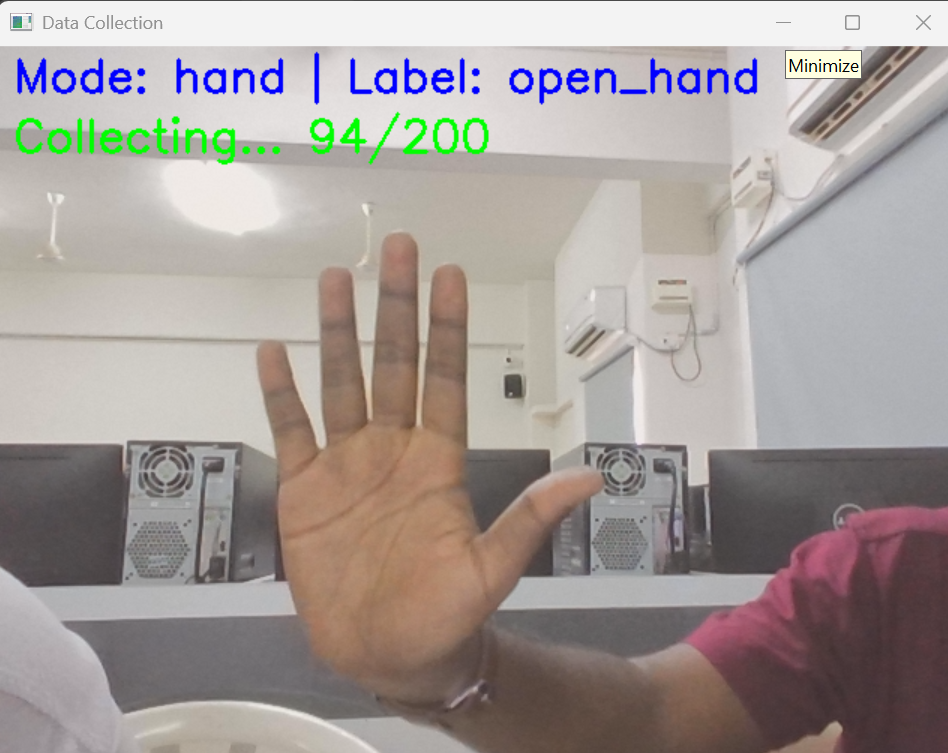 Data Collection
Minimize
Mode: hand | Label: open_hand
Collecting... 94/200